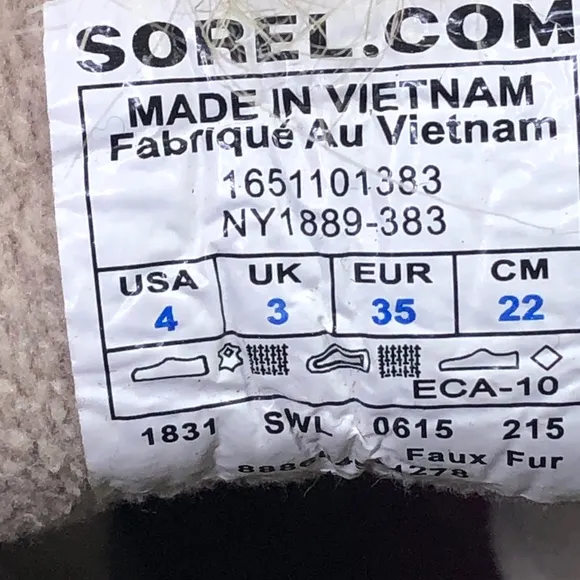 SOREL.COM
MADE IN VIETNAM
Fabriqué Au Vietnam
1651101383
NY1889-383
USA UK EUR CM
4 3 35 22
ECA-10
1831 SWL 0615 215
Faux Fur